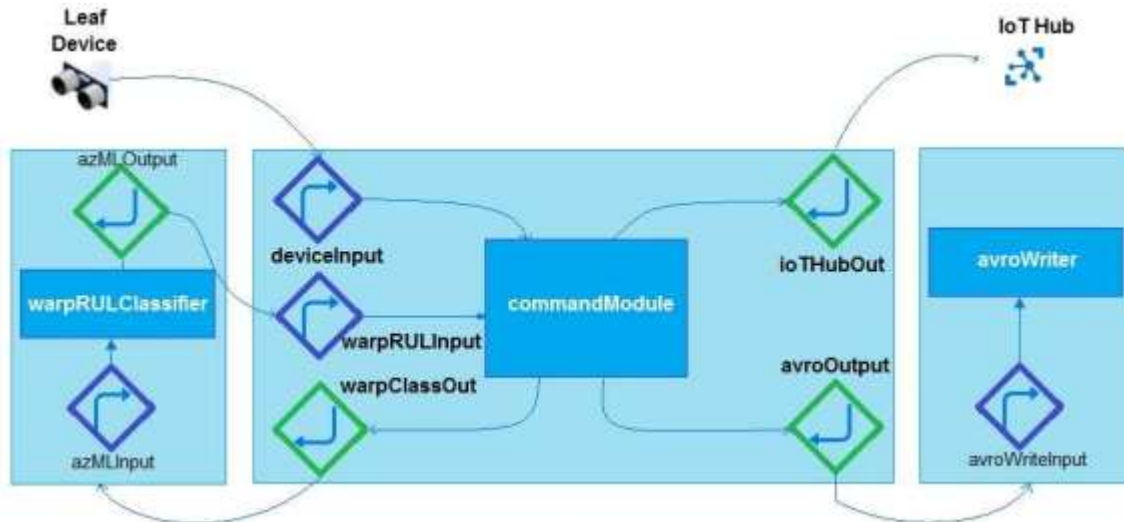 Leaf
Device
IoT Hub
azMLOutput
deviceInput
ioTHubOut
avroWriter
warpRULClassifier
commandModule
warpRULInput
avroOutput
warpClassOut
azMLInput
avroWriteInput